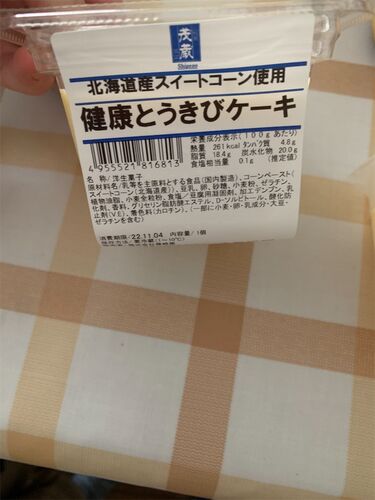 茂蔵
Shigezo
北海道産スイートコーン使用
健康とうきびケーキ
栄養成分表示(100gあたり)
熱量 261kcal タンパク質 4.8g
脂質 18.4g 炭水化物 20.0g
食塩相当量 0.1g (推定値)
4955521816813
名 称/洋生菓子
原材料名/乳等を主原料とする食品(国内製造)、コーンペースト
(スイートコーン(北海道産))、豆乳、卵、砂糖、小麦粉、ゼラチン、
植物油脂、小麦全粒粉、食塩/豆腐用凝固剤、加工デンプン、乳
化剤、香料、グリセリン脂肪酸エステル、D-ソルビトール、酸化防
止剤(V.E)、着色料(カロチン)、(一部に小麦・卵・乳成分・大豆・
ゼラチンを含む)
消費期限/22.11.04 内容量/1個
保存方法/要冷蔵(1~10℃)